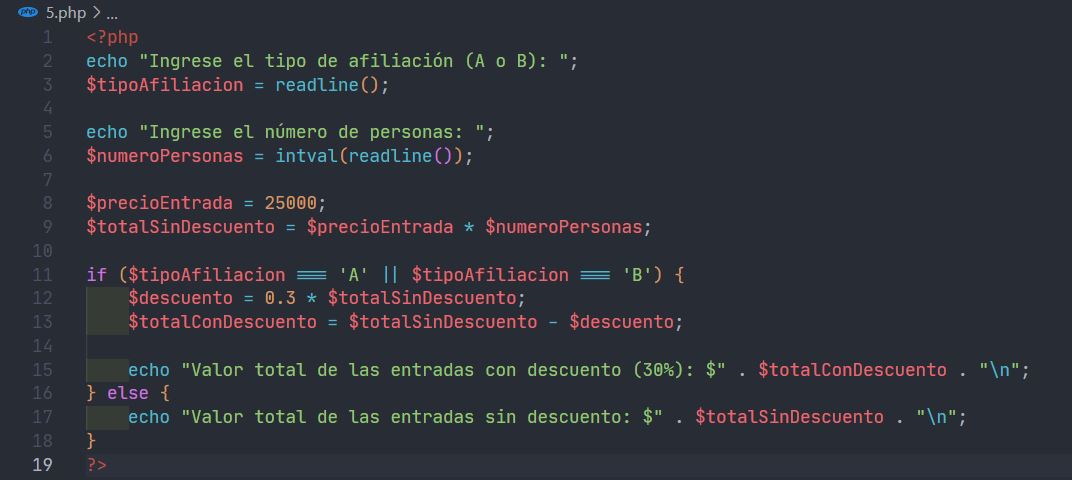 php 5.php > ...
1 <?php
2 echo "Ingrese el tipo de afiliación (A o B): ";
3 $tipoAfiliacion = readline();
4
5 echo "Ingrese el número de personas: ";
6 $numeroPersonas = intval(readline());
7
8 $precioEntrada = 25000;
9 $totalSinDescuento = $precioEntrada * $numeroPersonas;
10
11 if ($tipoAfiliacion === 'A' || $tipoAfiliacion === 'B') {
12     $descuento = 0.3 * $totalSinDescuento;
13     $totalConDescuento = $totalSinDescuento - $descuento;
14
15     echo "Valor total de las entradas con descuento (30%): $" . $totalConDescuento . "\n";
16 } else {
17     echo "Valor total de las entradas sin descuento: $" . $totalSinDescuento . "\n";
18 }
19 ?>